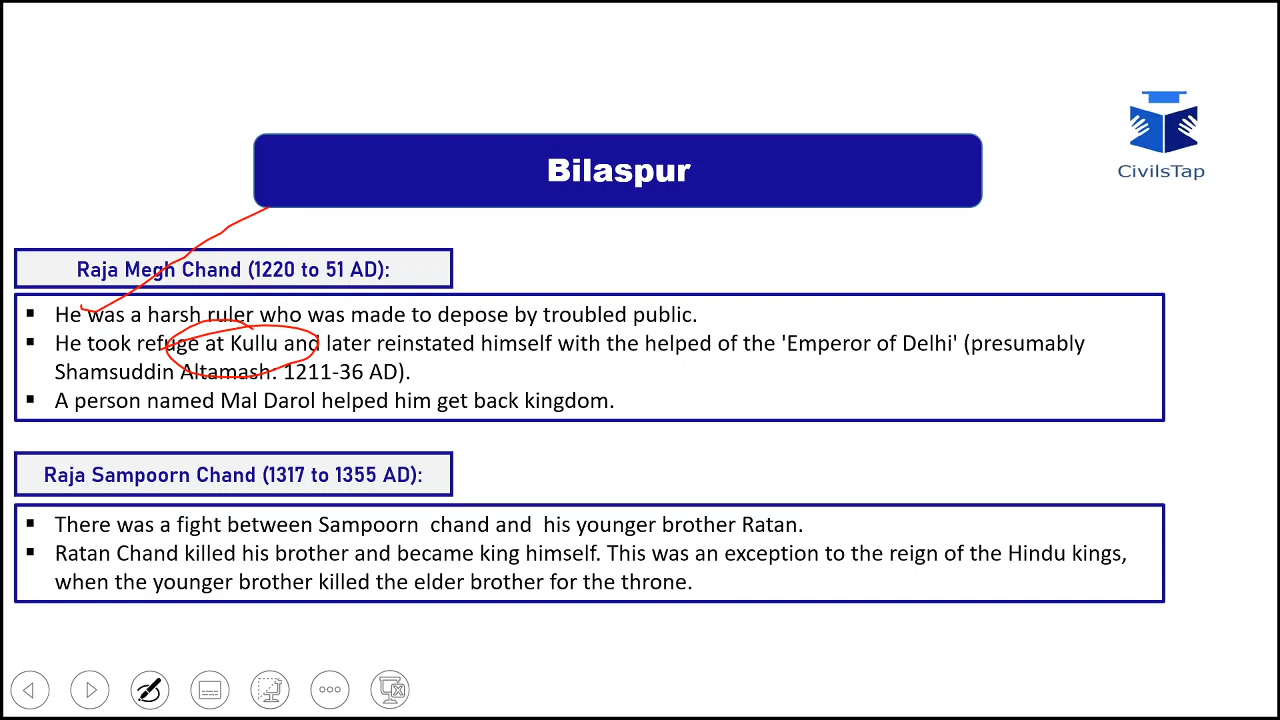 CivilsTap
Bilaspur
Raja Megh Chand (1220 to 51 AD):
▪ He was a harsh ruler who was made to depose by troubled public.
▪ He took refuge at Kullu and later reinstated himself with the helped of the 'Emperor of Delhi' (presumably
Shamsuddin Altamash: 1211-36 AD).
▪ A person named Mal Darol helped him get back kingdom.
Raja Sampoorn Chand (1317 to 1355 AD):
▪ There was a fight between Sampoorn chand and his younger brother Ratan.
▪ Ratan Chand killed his brother and became king himself. This was an exception to the reign of the Hindu kings,
when the younger brother killed the elder brother for the throne.